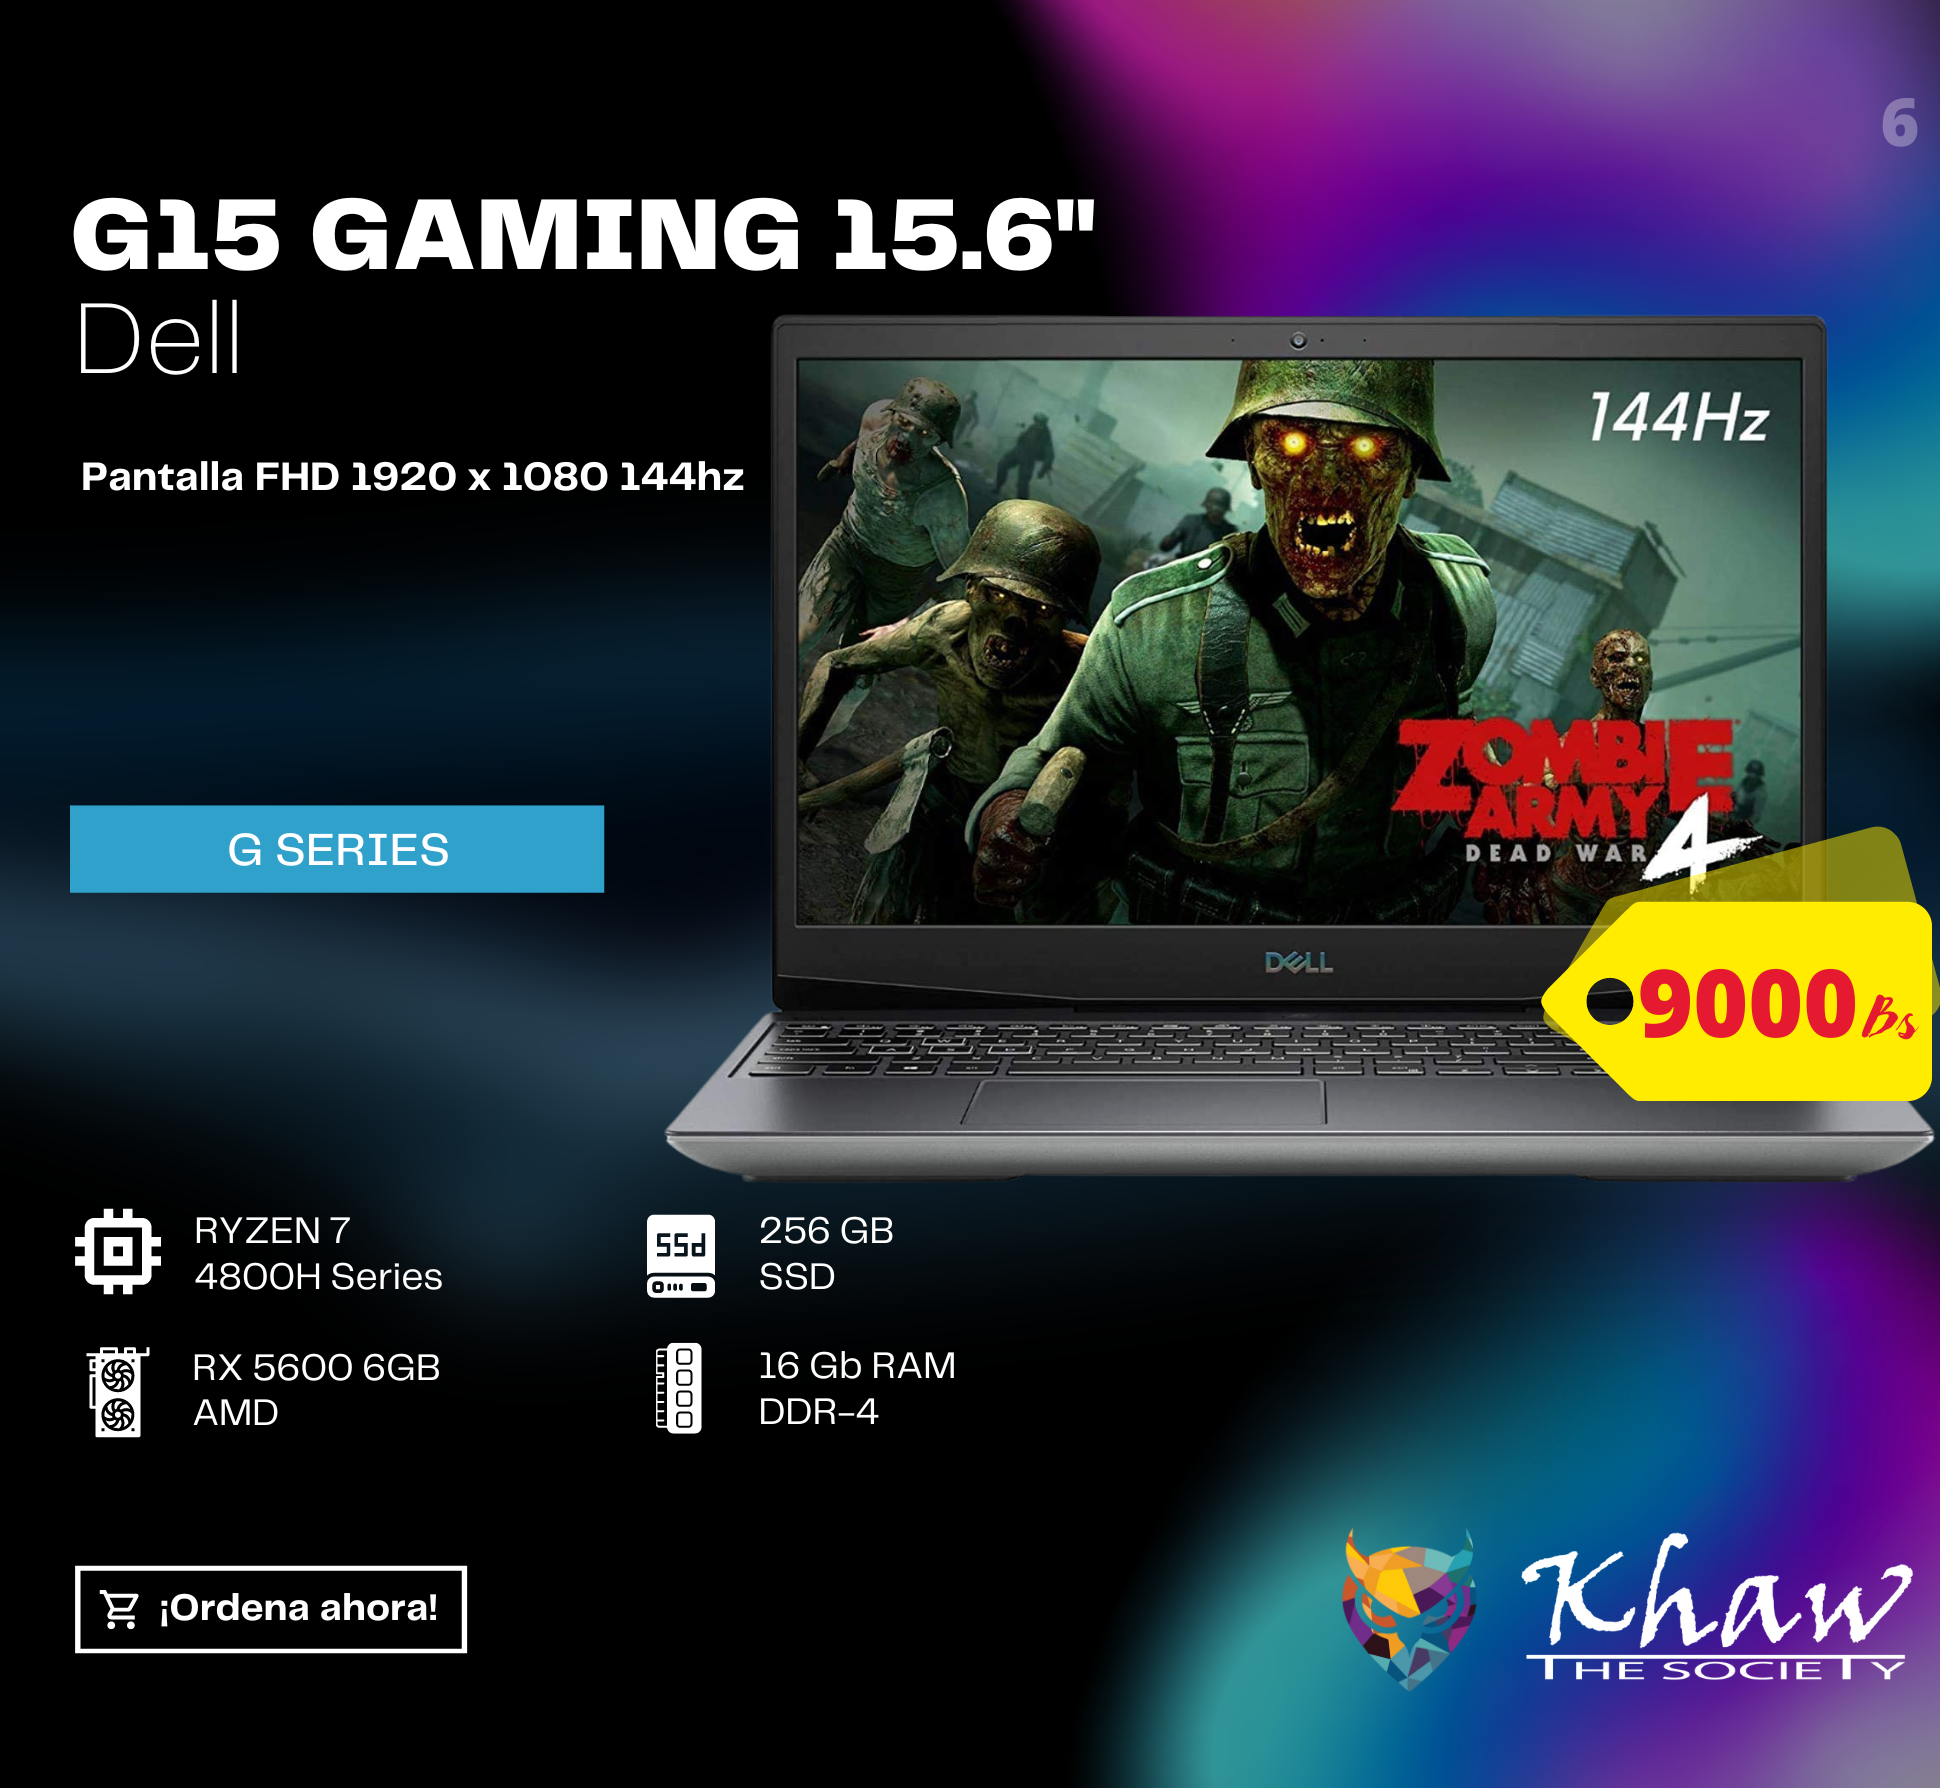 6
G15 GAMING 15.6"
Dell
Pantalla FHD 1920 x 1080 144hz
144Hz
ZOMBIE
ARMY 4
DEAD WAR
G SERIES
DELL
9000 Bs
RYZEN 7
4800H Series
256 GB
SSD
ssd
RX 5600 6GB
AMD
16 Gb RAM
DDR-4
¡Ordena ahora!
Khaw
THE SOCIETY